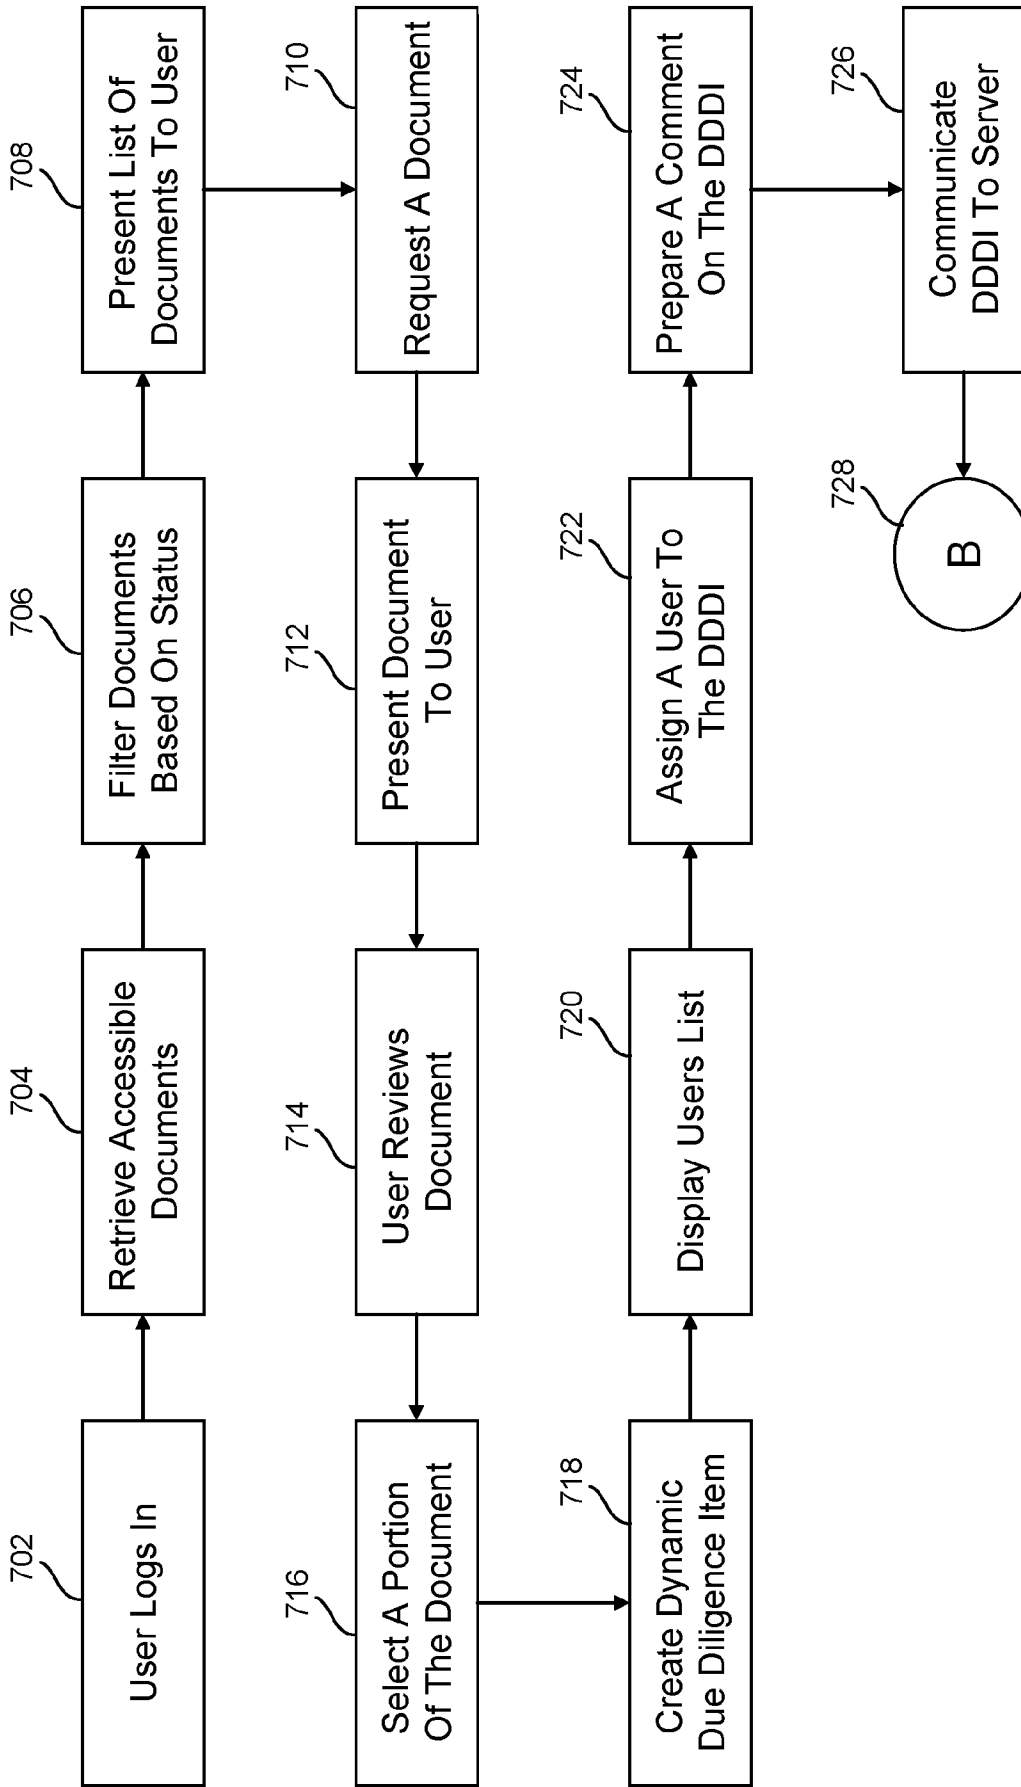 702
User Logs In
704
Retrieve Accessible
Documents
706
Filter Documents
Based On Status
708
Present List Of
Documents To User
710
Request A Document
712
Present Document
To User
714
User Reviews
Document
716
Select A Portion
Of The Document
718
Create Dynamic
Due Diligence Item
720
Display Users List
722
Assign A User To
The DDDI
724
Prepare A Comment
On The DDDI
726
Communicate
DDDI To Server
728
B